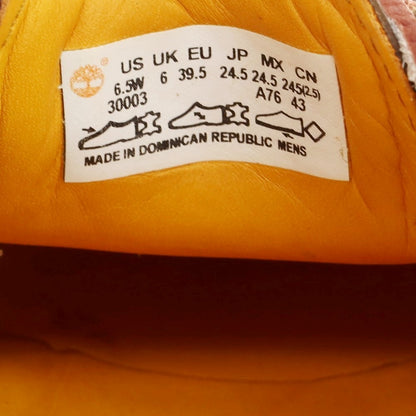 US UK EU JP MX CN
6.5W 6 39.5 24.5 24.5 245(2.5)
30003 A76 43
MADE IN DOMINICAN REPUBLIC MENS